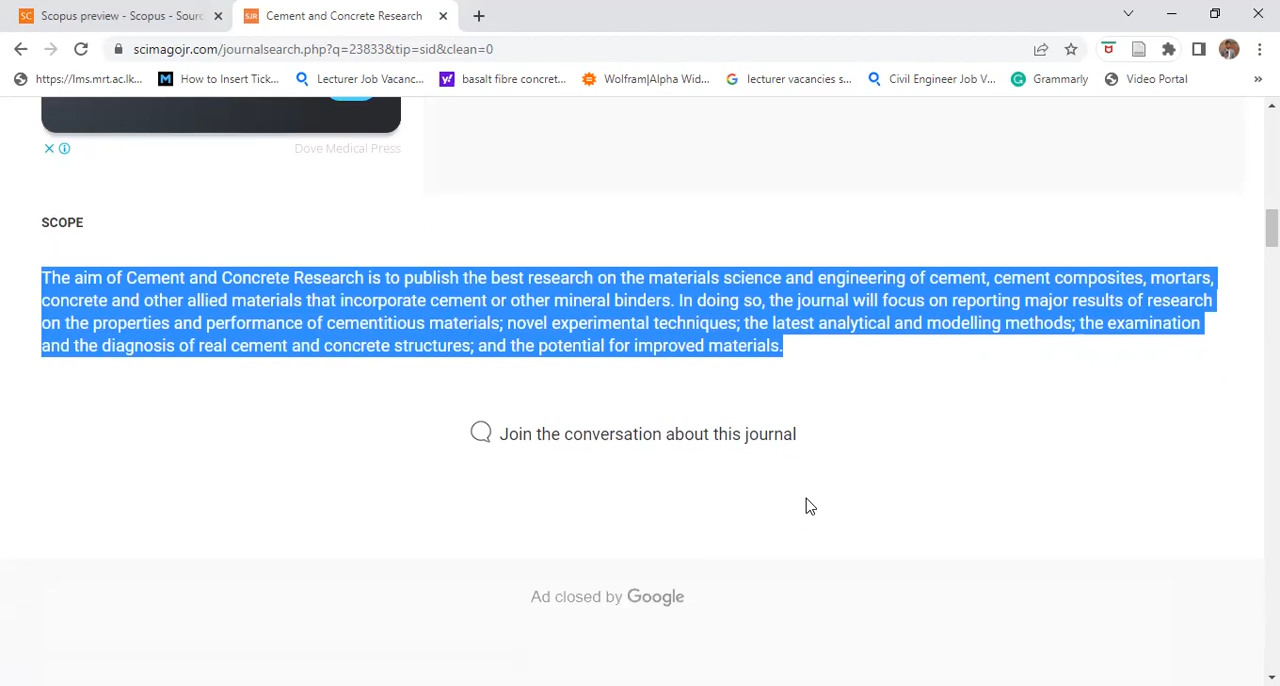 Scopus preview - Scopus - Sourc
SJR Cement and Concrete Research
scimagojr.com/journalsearch.php?q=23833&tip=sid&clean=0
https://lms.mrt.ac.lk... How to Insert Tick... Lecturer Job Vacanc... basalt fibre concret... Wolfram|Alpha Wid... lecturer vacancies s... Civil Engineer Job V... Grammarly Video Portal »
Dove Medical Press
SCOPE
The aim of Cement and Concrete Research is to publish the best research on the materials science and engineering of cement, cement composites, mortars,
concrete and other allied materials that incorporate cement or other mineral binders. In doing so, the journal will focus on reporting major results of research
on the properties and performance of cementitious materials; novel experimental techniques; the latest analytical and modelling methods; the examination
and the diagnosis of real cement and concrete structures; and the potential for improved materials.
Join the conversation about this journal
Ad closed by Google